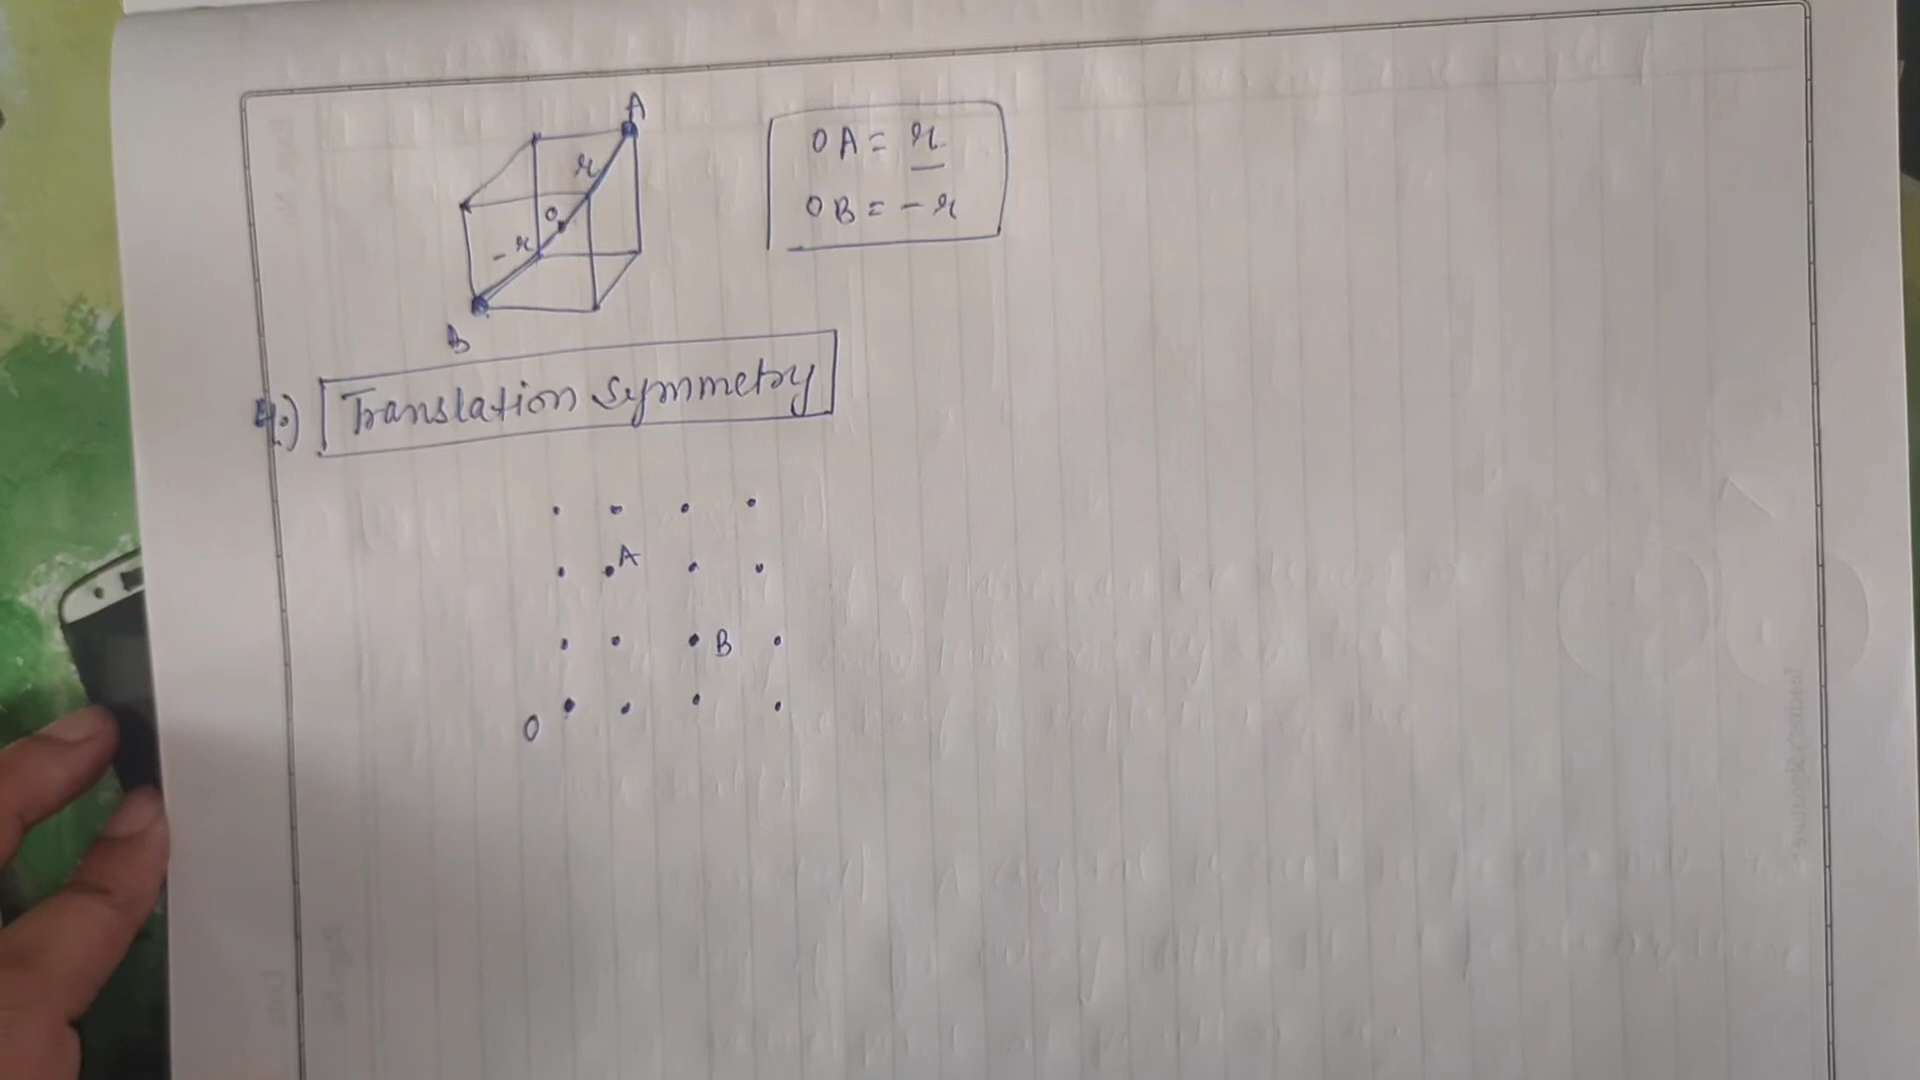 A
r
o
- r
B
OA = r
OB = - r
4.) Translation Symmetry
A
B
O